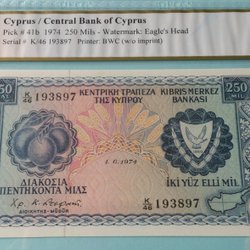 Cyprus / Central Bank of Cyprus
Pick # 41b 1974 250 Mils - Watermark: Eagle's Head
Serial # K/46 193897 Printer: BWC (w/o imprint)
ΚΕΝΤΡΙΚΗ ΤΡΑΠΕΖΑ
ΤΗΣ ΚΥΠΡΟΥ
KIBRIS MERKEZ
BANKASI
250
K/46 193897
1. 6. 1974
ΔΙΑΚΟΣΙΑ
ΠΕΝΤΗΚΟΝΤΑ ΜΙΛΣ
ΔΙΟΙΚΗΤΗΣ - MÜDÜR
K/46 193897
İKİ YÜZ ELLİ MİL